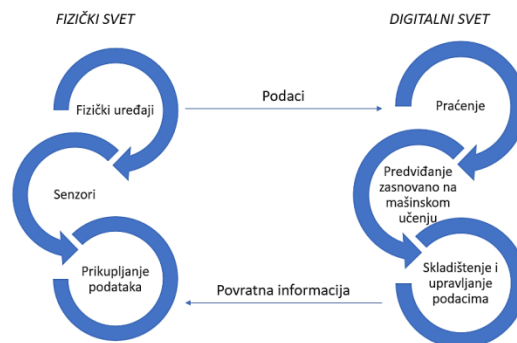 FIZIČKI SVET
DIGITALNI SVET
Fizički uređaji
Podaci
Praćenje
Senzori
Predviđanje
zasnovano na
mašinskom
učenju
Prikupljanje
podataka
Povratna informacija
Skladištenje i
upravljanje
podacima